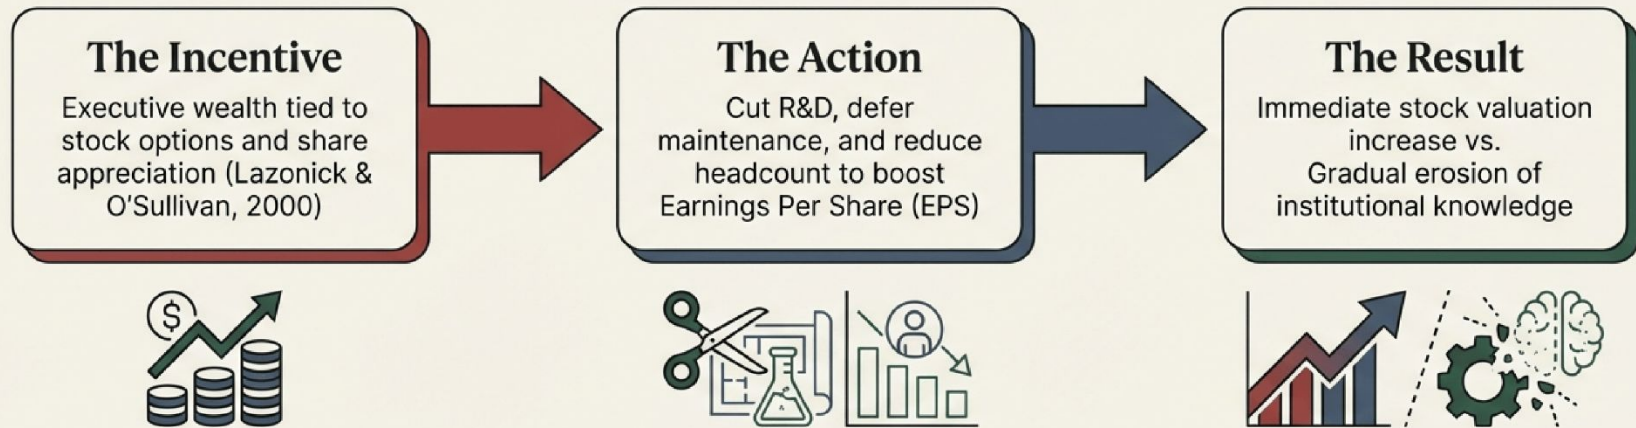 The Incentive
Executive wealth tied to
stock options and share
appreciation (Lazonick &
O'Sullivan, 2000)
The Action
Cut R&D, defer
maintenance, and reduce
headcount to boost
Earnings Per Share (EPS)
The Result
Immediate stock valuation
increase vs.
Gradual erosion of
institutional knowledge
$